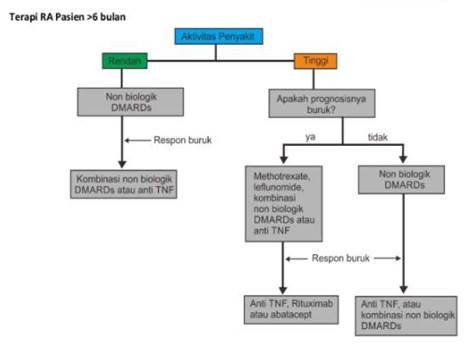 Terapi RA Pasien >6 bulan
Aktivitas Penyakit
Rendah
Tinggi
Non biologik
DMARDs
Apakah prognosisnya
buruk?
Respon buruk
ya
tidak
Kombinasi non biologik
DMARDs atau anti TNF
Methotrexate,
leflunomide,
kombinasi
non biologik
DMARDs atau
anti TNF
Non biologik
DMARDs
Respon buruk
Anti TNF, Rituximab
atau abatacept
Anti TNF, atau
kombinasi non biologik
DMARDs